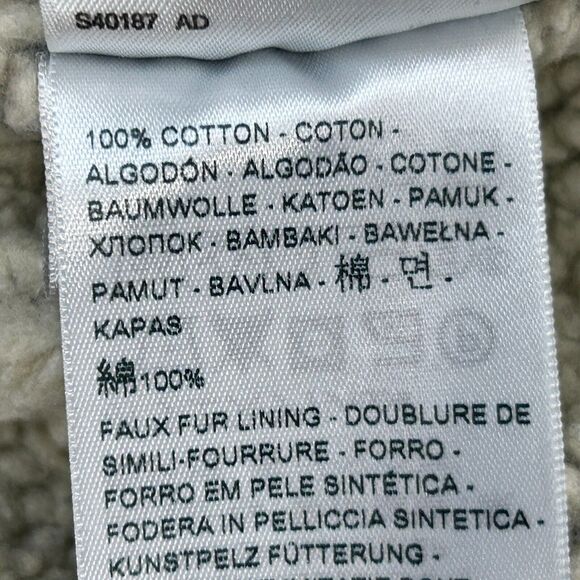 S40187 AD
100% COTTON - COTON -
ALGODÓN - ALGODÃO - COTONE -
BAUMWOLLE - KATOEN - PAMUK -
ХЛОПОК - BAMBAKI - BAWEŁNA -
PAMUT - BAVLNA - 棉 - 면 -
KAPAS
綿100%
FAUX FUR LINING - DOUBLURE DE
SIMILI-FOURRURE - FORRO -
FORRO EM PELE SINTÉTICA -
FODERA IN PELLICCIA SINTETICA -
KUNSTPELZ FÜTTERUNG -